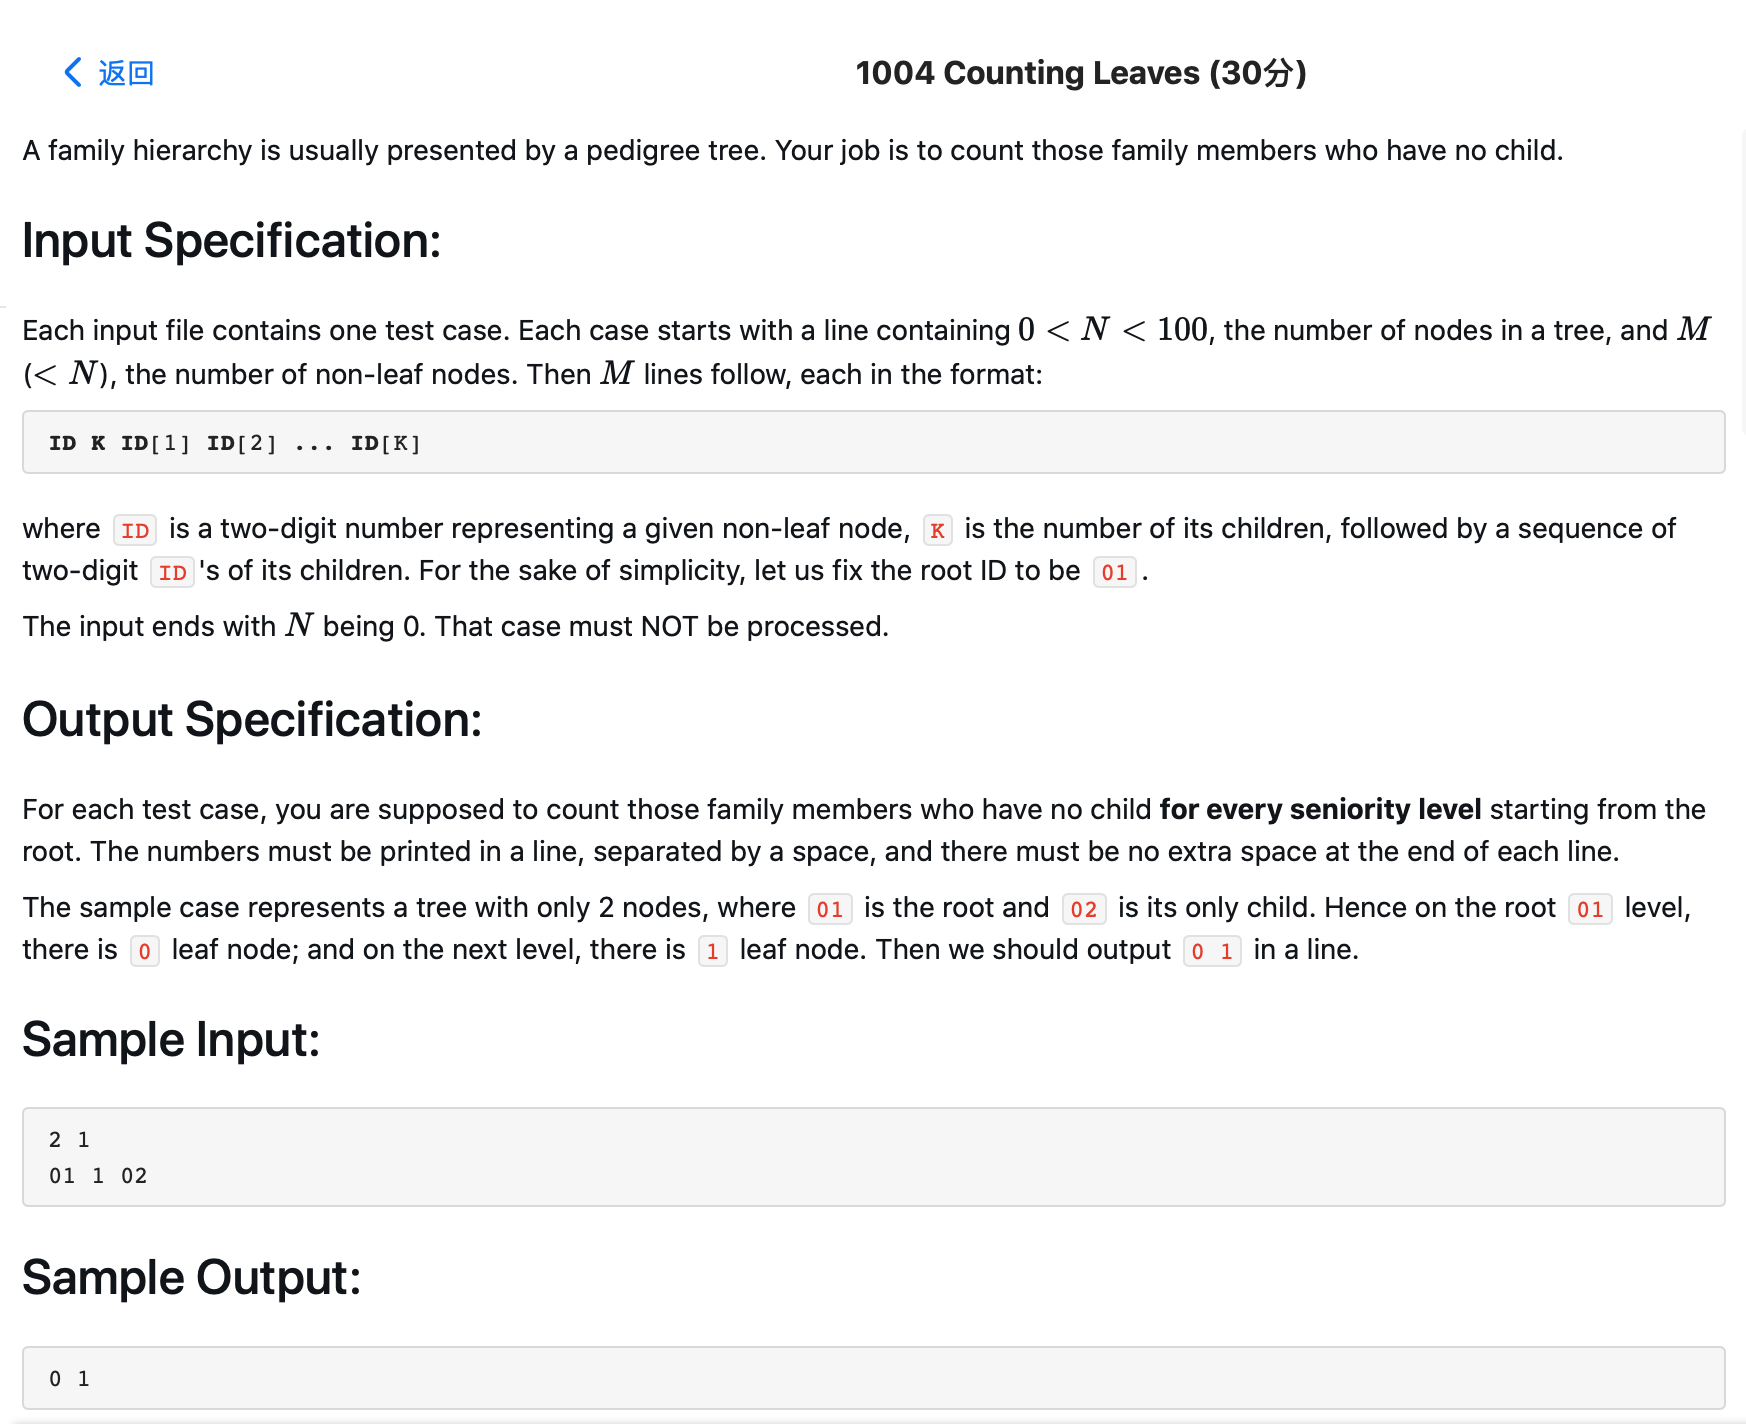 返回
1004 Counting Leaves (30分)
A family hierarchy is usually presented by a pedigree tree. Your job is to count those family members who have no child.
Input Specification:
Each input file contains one test case. Each case starts with a line containing 0 < N < 100, the number of nodes in a tree, and M
(< N), the number of non-leaf nodes. Then M lines follow, each in the format:
ID K ID[1] ID[2] ... ID[K]
where ID is a two-digit number representing a given non-leaf node, K is the number of its children, followed by a sequence of
two-digit ID's of its children. For the sake of simplicity, let us fix the root ID to be 01.
The input ends with N being 0. That case must NOT be processed.
Output Specification:
For each test case, you are supposed to count those family members who have no child for every seniority level starting from the
root. The numbers must be printed in a line, separated by a space, and there must be no extra space at the end of each line.
The sample case represents a tree with only 2 nodes, where 01 is the root and 02 is its only child. Hence on the root 01 level,
there is 0 leaf node; and on the next level, there is 1 leaf node. Then we should output 0 1 in a line.
Sample Input:
2 1
01 1 02
Sample Output:
0 1